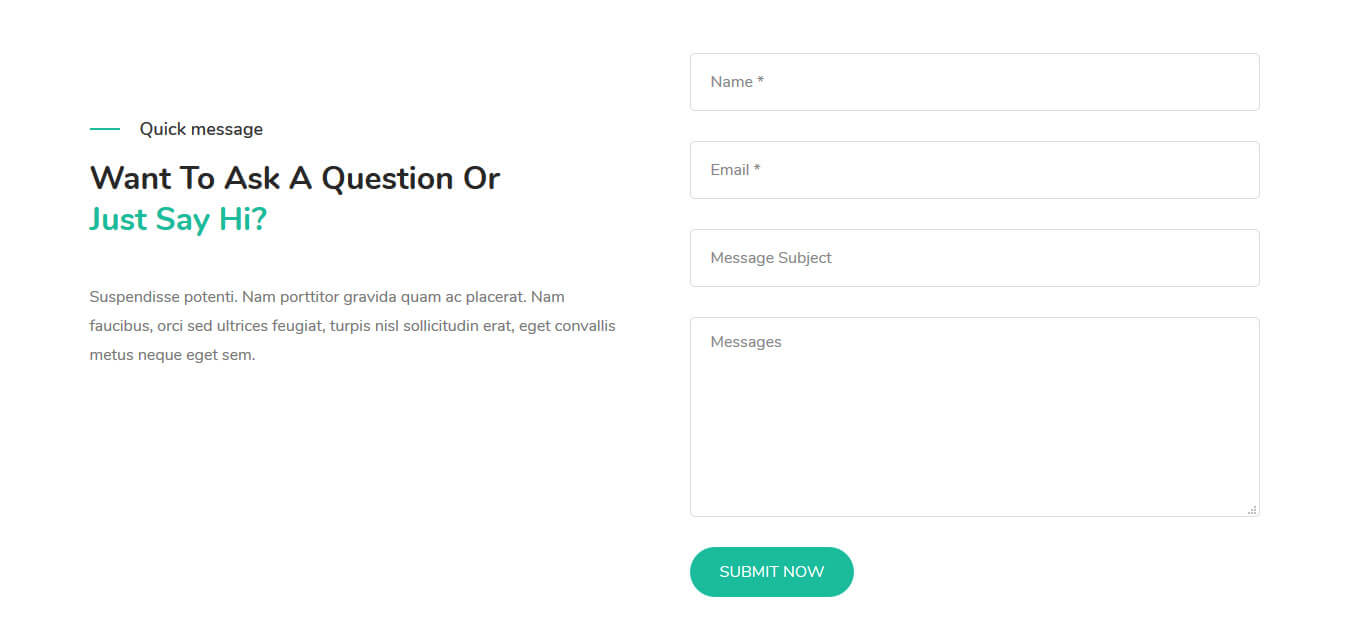 Quick message
Want To Ask A Question Or
Just Say Hi?
Suspendisse potenti. Nam porttitor gravida quam ac placerat. Nam
faucibus, orci sed ultrices feugiat, turpis nisl sollicitudin erat, eget convallis
metus neque eget sem.
Name *
Email *
Message Subject
Messages
SUBMIT NOW